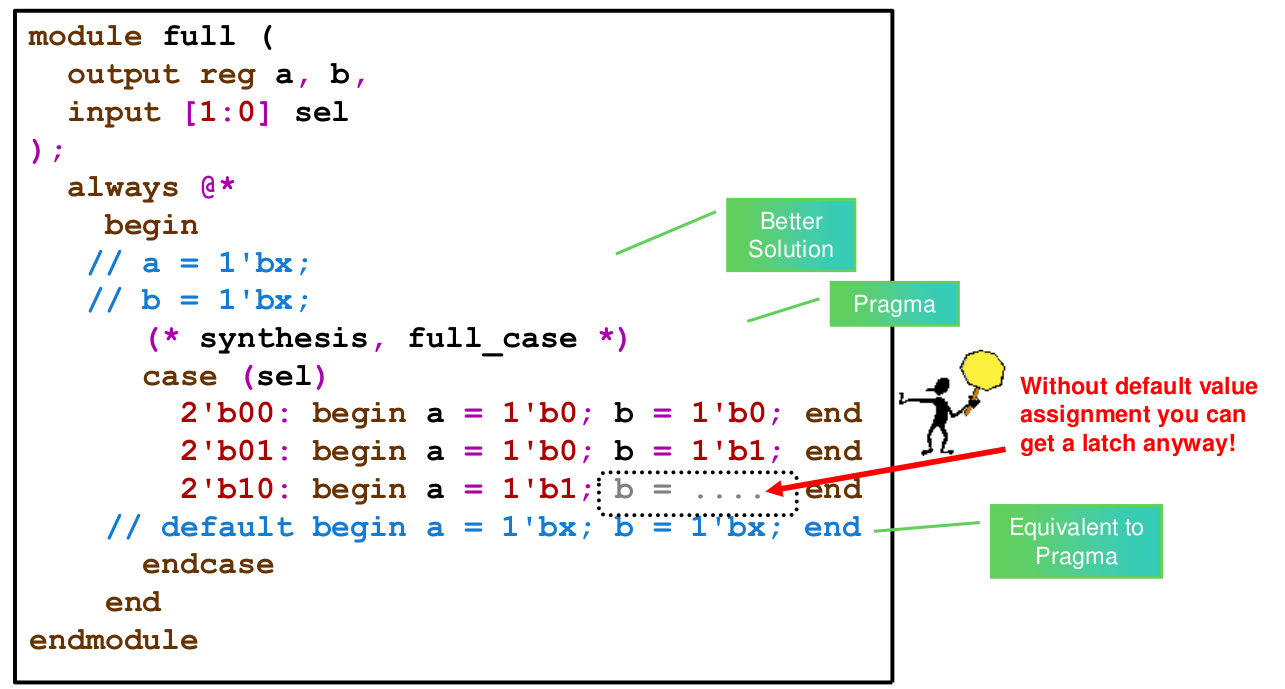 module full (
output reg a, b,
input [1:0] sel
);
always @*
begin
// a = 1'bx;
// b = 1'bx;
(* synthesis, full_case *)
case (sel)
2'b00: begin a = 1'b0; b = 1'b0; end
2'b01: begin a = 1'b0; b = 1'b1; end
2'b10: begin a = 1'b1; b = .... end
// default begin a = 1'bx; b = 1'bx; end
endcase
end
endmodule
Better
Solution
Pragma
Without default value
assignment you can
get a latch anyway!
Equivalent to
Pragma